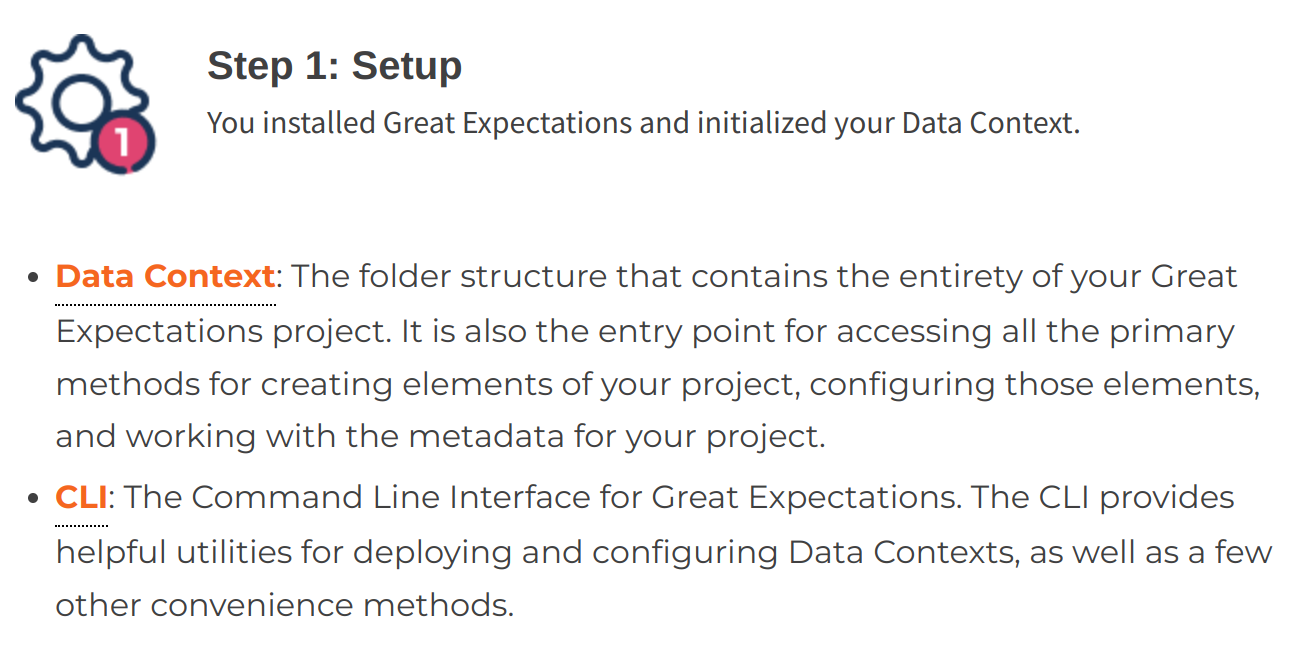 Step 1: Setup
1
You installed Great Expectations and initialized your Data Context.
• Data Context: The folder structure that contains the entirety of your Great
Expectations project. It is also the entry point for accessing all the primary
methods for creating elements of your project, configuring those elements,
and working with the metadata for your project.
• CLI: The Command Line Interface for Great Expectations. The CLI provides
helpful utilities for deploying and configuring Data Contexts, as well as a few
other convenience methods.